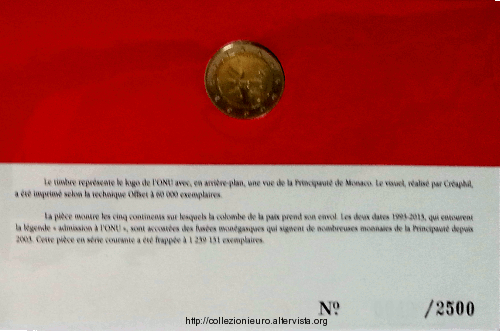 Le timbre représente le logo de l'ONU avec, en arrière-plan, une vue de la Principauté de Monaco. Le visuel, réalisé par Créaphil,
a été imprimé selon la technique Offset à 60 000 exemplaires.
La pièce montre les cinq continents sur lesquels la colombe de la paix prend son envol. Les deux dates 1993-2013, qui entourent
la légende « admission à l'ONU », sont accostées des fusées monégasques qui signent de nombreuses monnaies de la Principauté depuis
2003. Cette pièce en série courante a été frappée à 1 239 131 exemplaires.
Nº /2500
http://collezionieuro.altervista.org